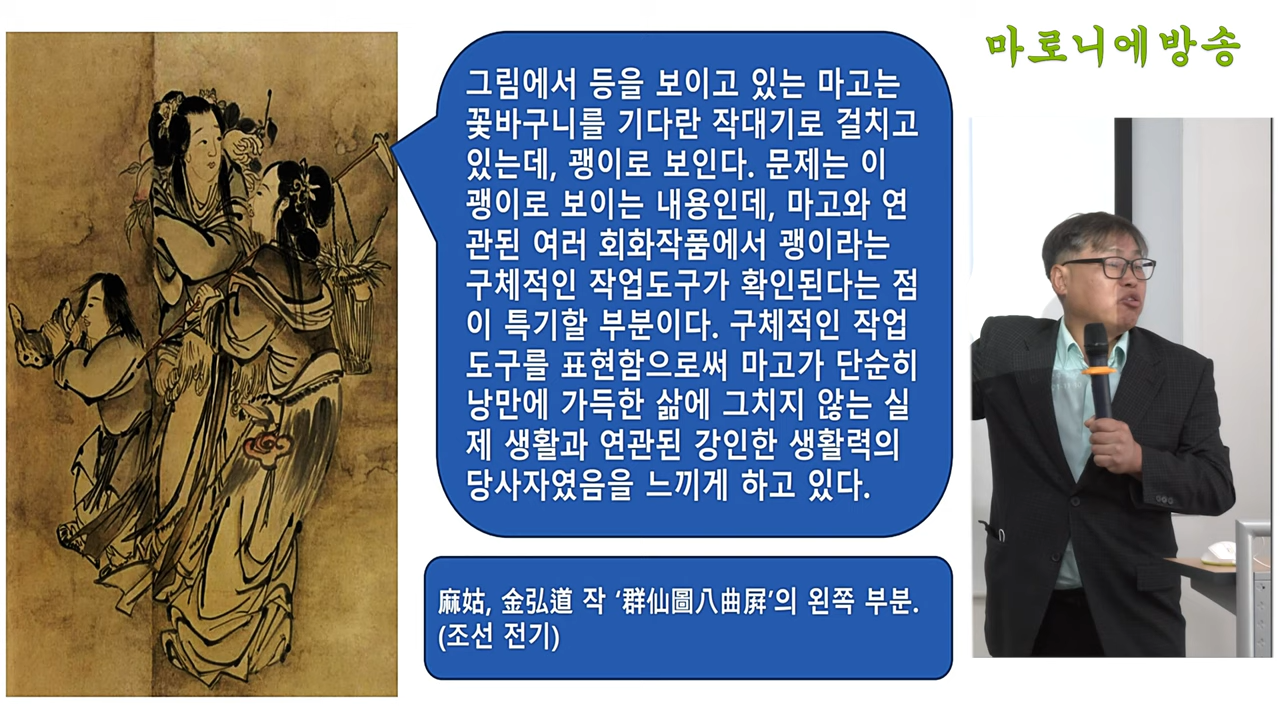 마로니에방송
그림에서 등을 보이고 있는 마고는
꽃바구니를 기다란 작대기로 걸치고
있는데, 괭이로 보인다. 문제는 이
괭이로 보이는 내용인데, 마고와 연
관된 여러 회화작품에서 괭이라는
구체적인 작업도구가 확인된다는 점
이 특기할 부분이다. 구체적인 작업
도구를 표현함으로써 마고가 단순히
낭만에 가득한 삶에 그치지 않는 실
제 생활과 연관된 강인한 생활력의
당사자였음을 느끼게 하고 있다.
麻姑, 金弘道 작 ‘群仙圖八曲屛’의 왼쪽 부분.
(조선 전기)